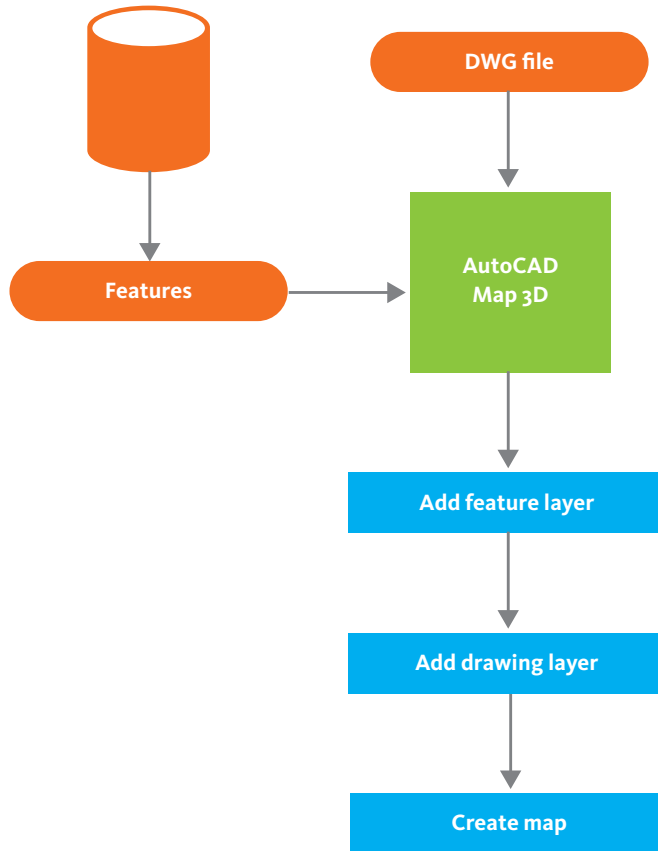 DWG file
Features
AutoCAD
Map 3D
Add feature layer
Add drawing layer
Create map